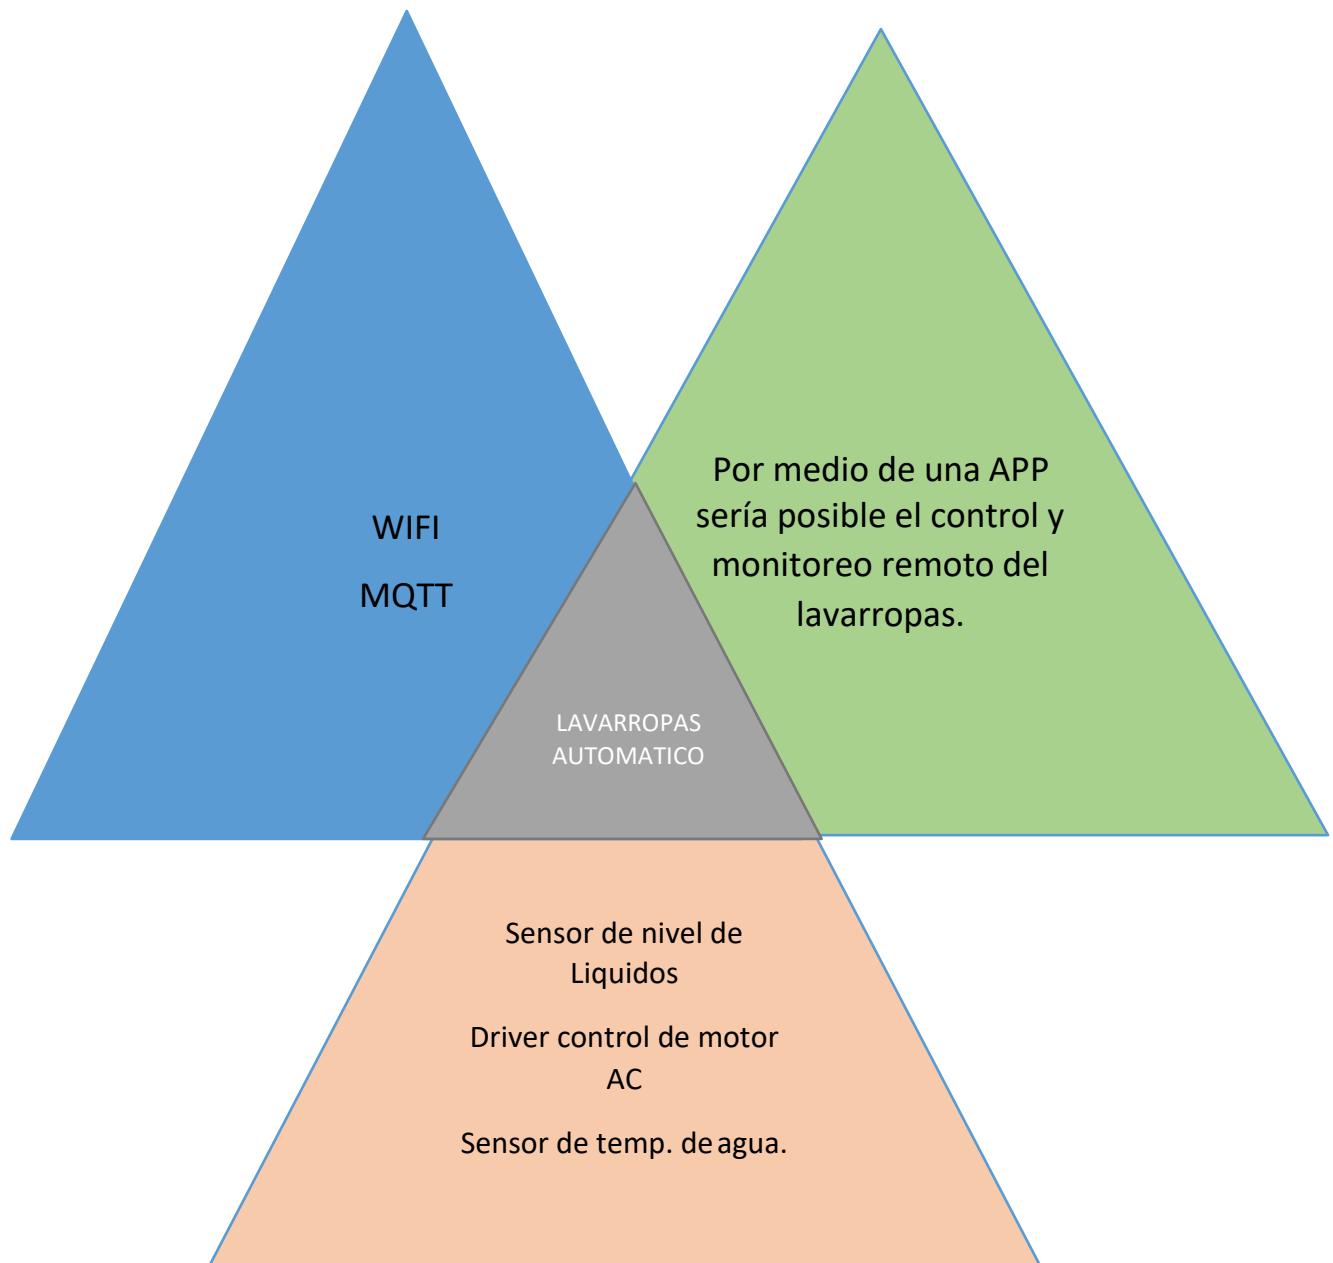 WIFI
MQTT
Por medio de una APP
sería posible el control y
monitoreo remoto del
lavarropas.
LAVARROPAS
AUTOMATICO
Sensor de nivel de
Liquidos
Driver control de motor
AC
Sensor de temp. de agua.